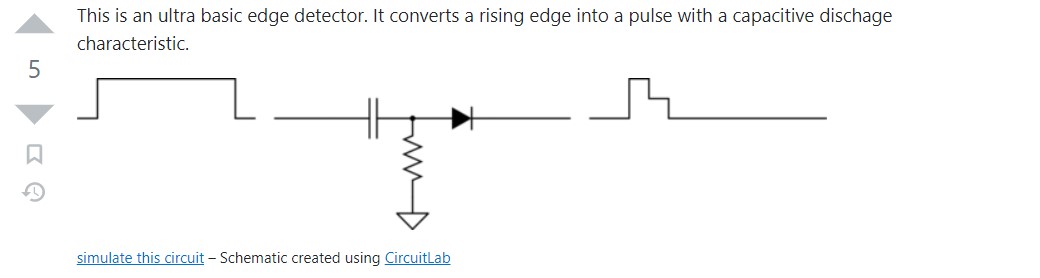 This is an ultra basic edge detector. It converts a rising edge into a pulse with a capacitive dischage
characteristic.
5
simulate this circuit – Schematic created using CircuitLab